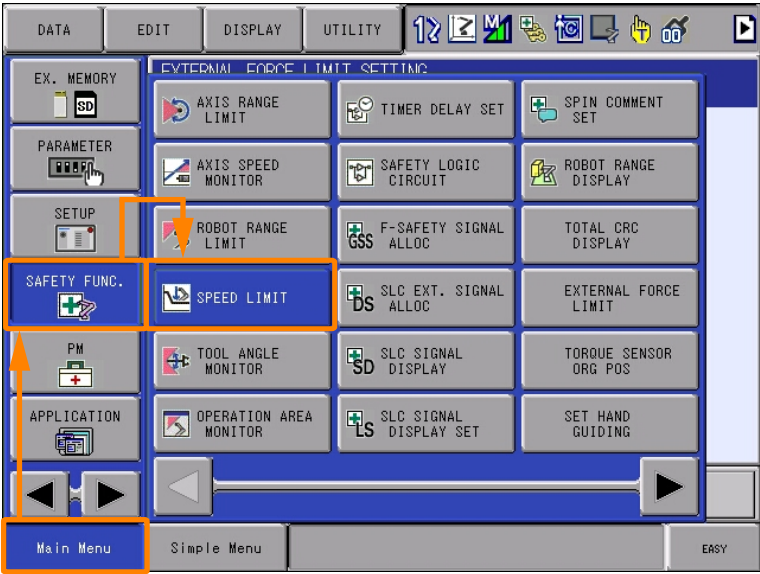 DATA
EDIT
DISPLAY
UTILITY
EX. MEMORY
SD
EXTERNAL FORCE LIMIT SETTING
PARAMETER
SETUP
SAFETY FUNC.
PM
APPLICATION
AXIS RANGE
LIMIT
TIMER DELAY SET
SPIN COMMENT
SET
AXIS SPEED
MONITOR
SAFETY LOGIC
CIRCUIT
ROBOT RANGE
DISPLAY
ROBOT RANGE
LIMIT
GSS
F-SAFETY SIGNAL
ALLOC
TOTAL CRC
DISPLAY
SPEED LIMIT
DS
SLC EXT. SIGNAL
ALLOC
EXTERNAL FORCE
LIMIT
TOOL ANGLE
MONITOR
SD
SLC SIGNAL
DISPLAY
TORQUE SENSOR
ORG POS
OPERATION AREA
MONITOR
LS
SLC SIGNAL
DISPLAY SET
SET HAND
GUIDING
Main Menu
Simple Menu
EASY